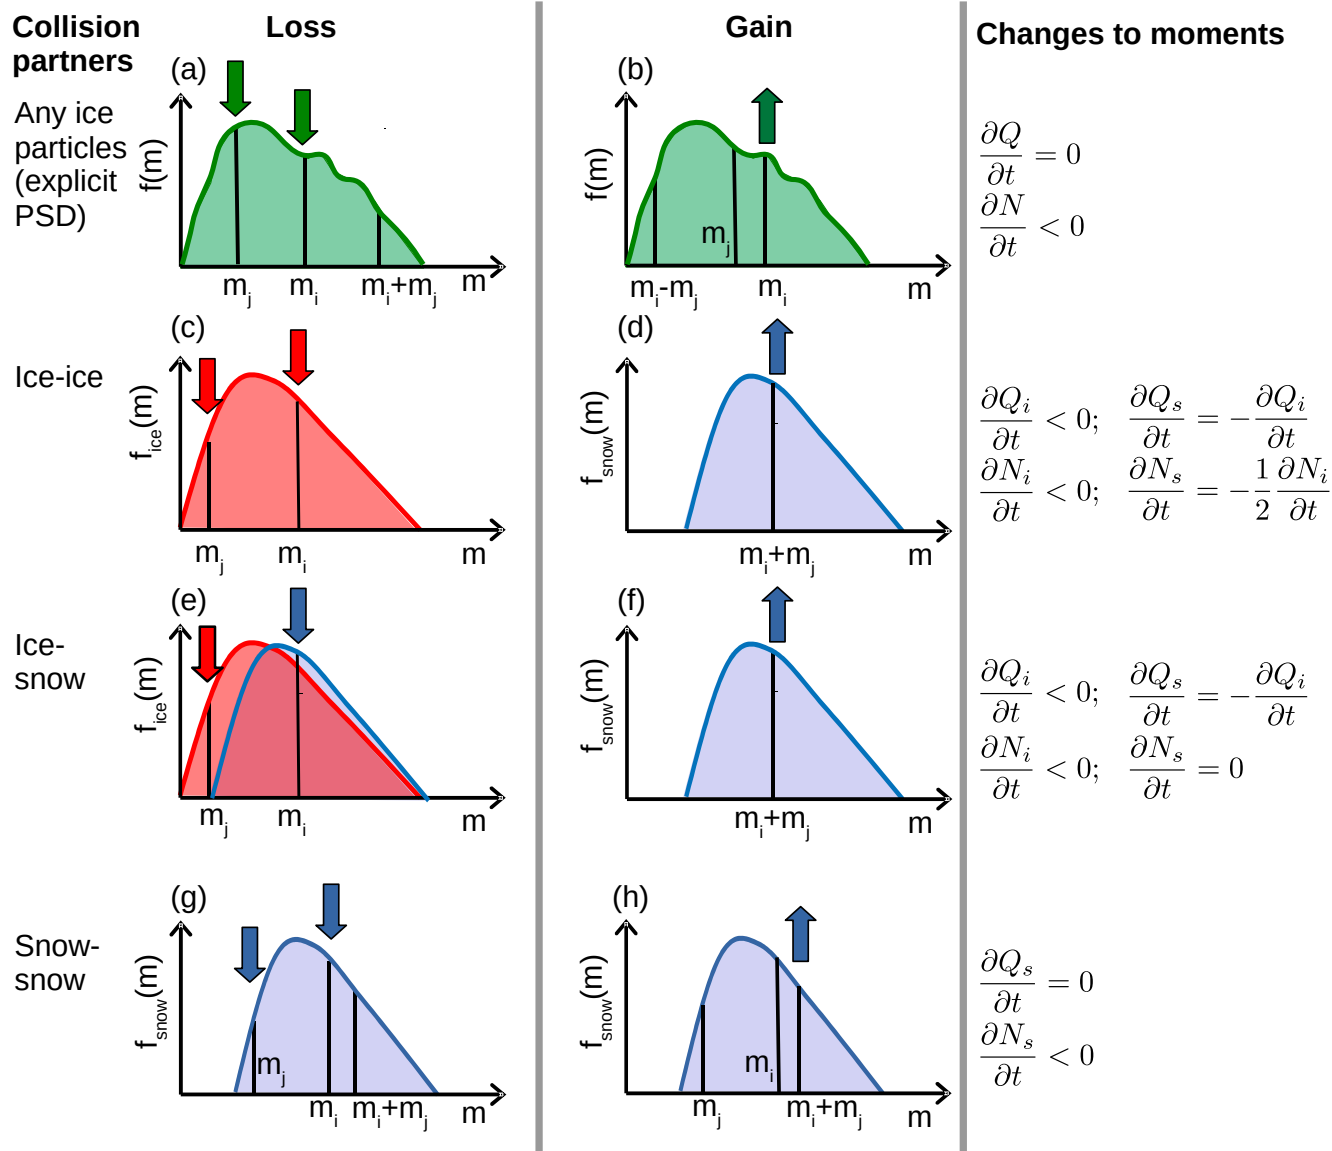 Collision partners
Loss
Gain
Changes to moments
Any ice
particles
(explicit
PSD)
(a)
f(m)
m_j
m_i
m_i+m_j
m
(b)
f(m)
m_j
m_i-m_j
m_i
m
∂Q/∂t = 0
∂N/∂t < 0
Ice-ice
(c)
f_ice(m)
m_j
m_i
m
(d)
f_snow(m)
m_i+m_j
m
∂Q_i/∂t < 0; ∂Q_s/∂t = −∂Q_i/∂t
∂N_i/∂t < 0; ∂N_s/∂t = −1/2 ∂N_i/∂t
Ice-
snow
(e)
f_ice(m)
m_j
m_i
m
(f)
f_snow(m)
m_i+m_j
m
∂Q_i/∂t < 0; ∂Q_s/∂t = −∂Q_i/∂t
∂N_i/∂t < 0; ∂N_s/∂t = 0
Snow-
snow
(g)
f_snow(m)
m_j
m_i
m_i+m_j
m
(h)
f_snow(m)
m_i
m_j
m_i+m_j
m
∂Q_s/∂t = 0
∂N_s/∂t < 0